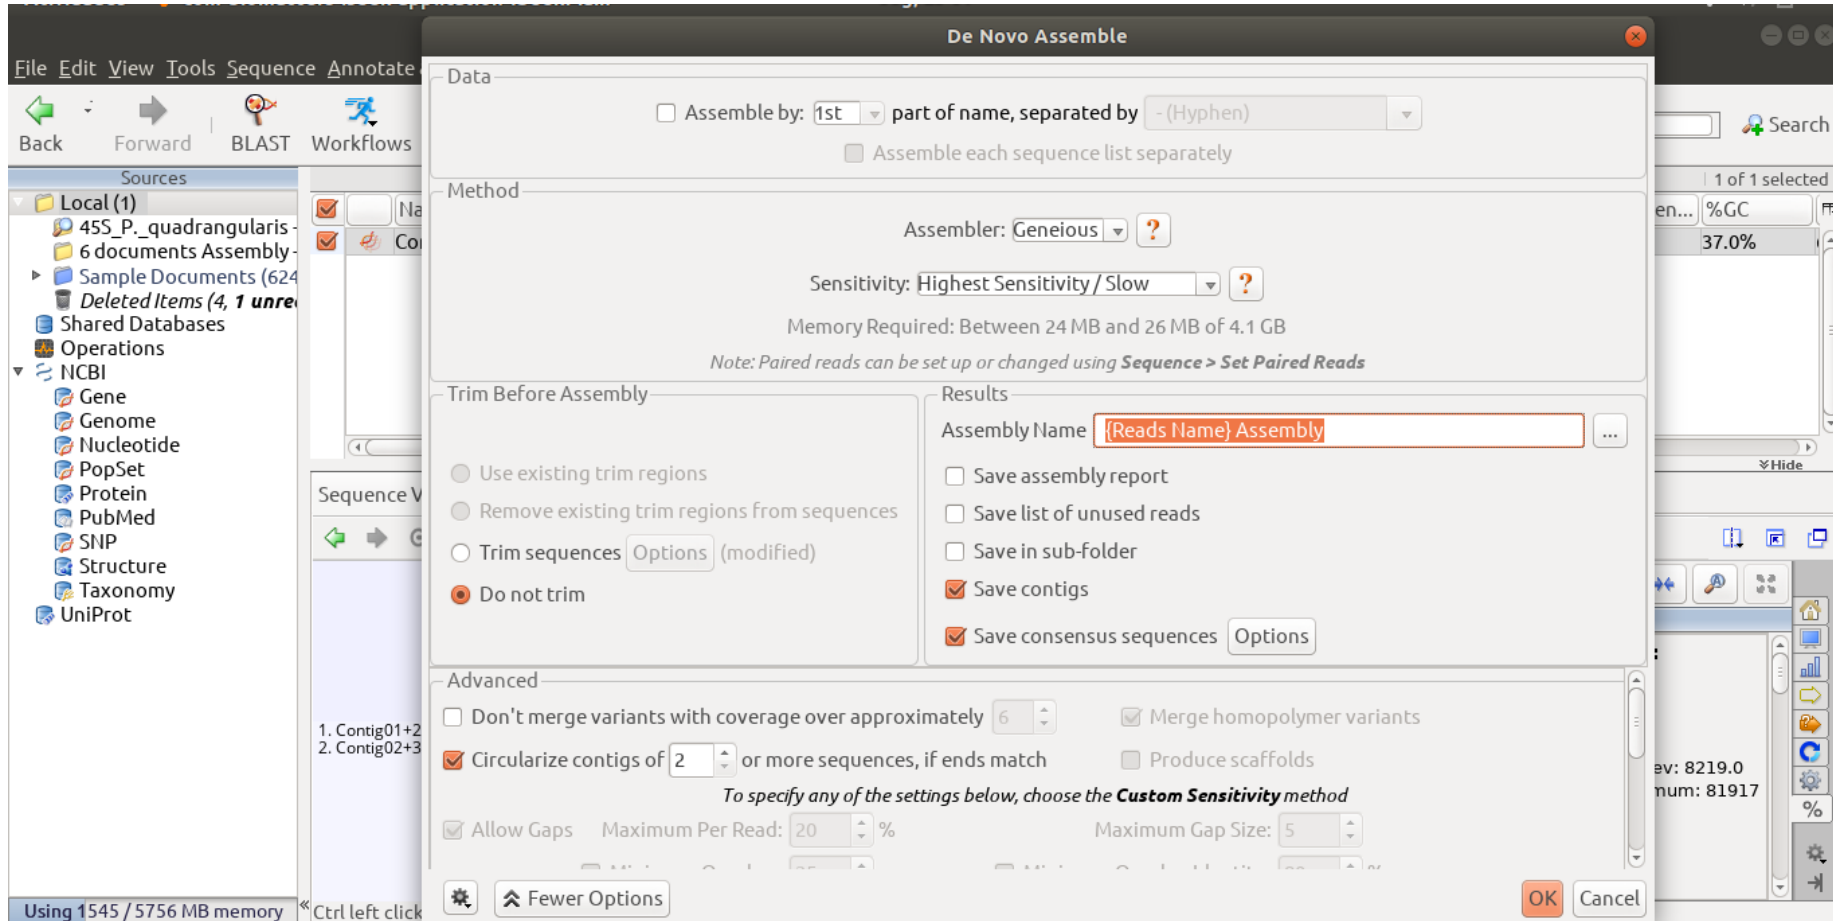 De Novo Assemble
File Edit View Tools Sequence Annotate
Back Forward BLAST Workflows
Search
Sources
Local (1)
45S_P._quadrangularis -
6 documents Assembly -
Sample Documents (624
Deleted Items (4, 1 unre
Shared Databases
Operations
NCBI
Gene
Genome
Nucleotide
PopSet
Protein
PubMed
SNP
Structure
Taxonomy
UniProt
Using 1545 / 5756 MB memory
Na
Co
Sequence V
1. Contig01+2
2. Contig02+3
Ctrl left click
Data
Assemble by: 1st part of name, separated by - (Hyphen)
Assemble each sequence list separately
Method
Assembler: Geneious ?
Sensitivity: Highest Sensitivity / Slow ?
Memory Required: Between 24 MB and 26 MB of 4.1 GB
Note: Paired reads can be set up or changed using Sequence > Set Paired Reads
Trim Before Assembly
Use existing trim regions
Remove existing trim regions from sequences
Trim sequences Options (modified)
Do not trim
Results
Assembly Name {Reads Name} Assembly ...
Save assembly report
Save list of unused reads
Save in sub-folder
Save contigs
Save consensus sequences Options
Advanced
Don't merge variants with coverage over approximately 6 Merge homopolymer variants
Circularize contigs of 2 or more sequences, if ends match Produce scaffolds
To specify any of the settings below, choose the Custom Sensitivity method
Allow Gaps Maximum Per Read: 20 % Maximum Gap Size: 5
Fewer Options OK Cancel
1 of 1 selected
en... %GC
37.0%
Hide
ev: 8219.0
mum: 81917
%